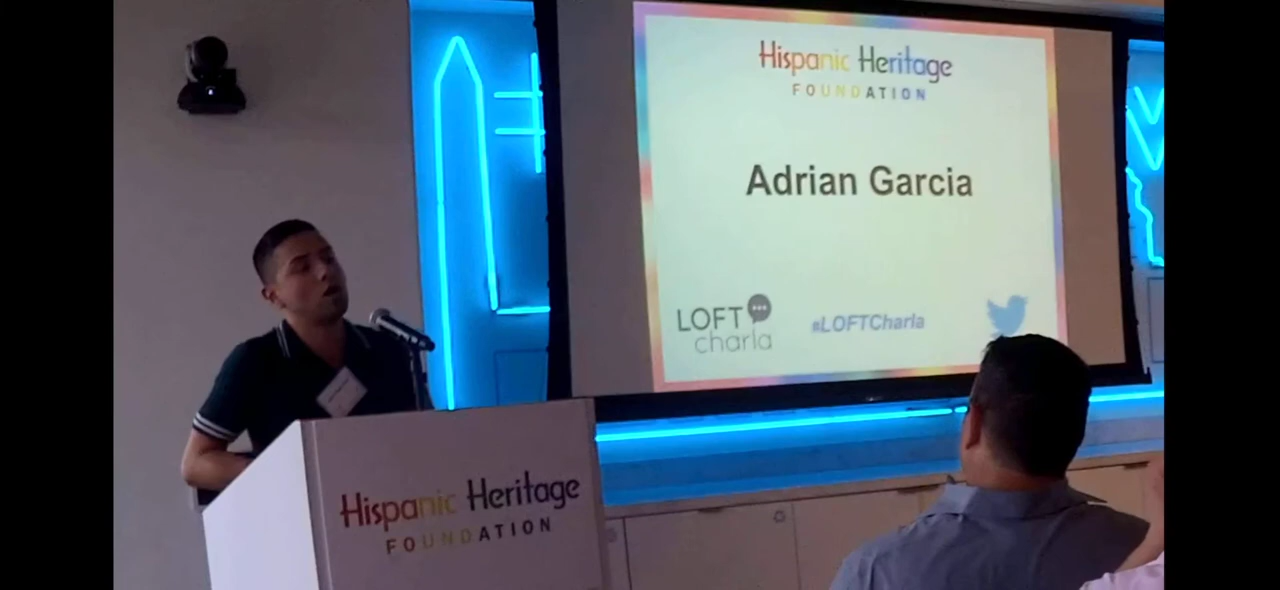 Hispanic Heritage
FOUNDATION
Adrian Garcia
LOFT
charla
#LOFTCharla
Hispanic Heritage
FOUNDATION